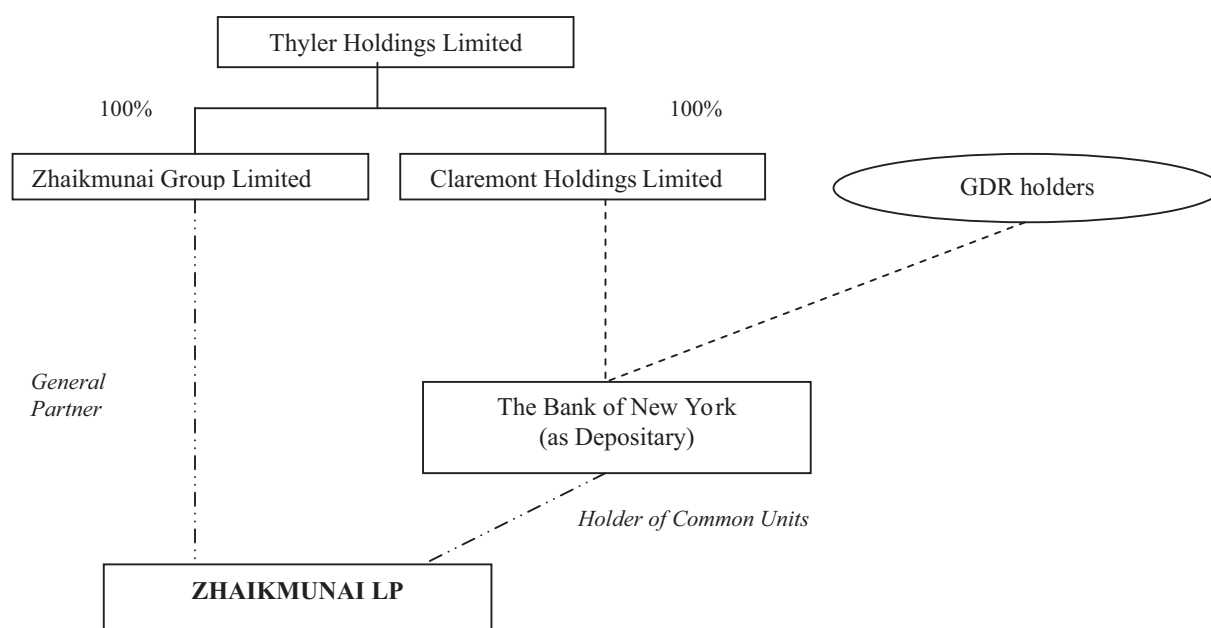 Thyler Holdings Limited
100%
100%
Zhaikmunai Group Limited
Claremont Holdings Limited
GDR holders
General
Partner
The Bank of New York
(as Depositary)
Holder of Common Units
ZHAIKMUNAI LP